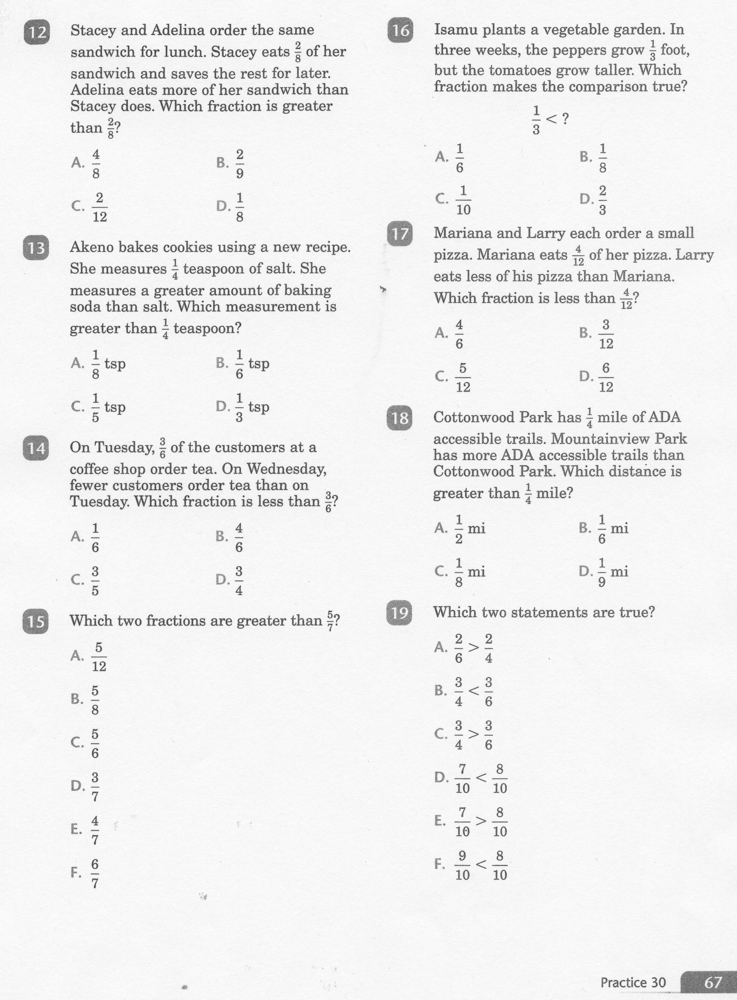 12 Stacey and Adelina order the same
sandwich for lunch. Stacey eats 2/8 of her
sandwich and saves the rest for later.
Adelina eats more of her sandwich than
Stacey does. Which fraction is greater
than 2/8?
A. 4/8 B. 2/9
C. 2/12 D. 1/8
13 Akeno bakes cookies using a new recipe.
She measures 1/4 teaspoon of salt. She
measures a greater amount of baking
soda than salt. Which measurement is
greater than 1/4 teaspoon?
A. 1/8 tsp B. 1/6 tsp
C. 1/5 tsp D. 1/3 tsp
14 On Tuesday, 3/6 of the customers at a
coffee shop order tea. On Wednesday,
fewer customers order tea than on
Tuesday. Which fraction is less than 3/6?
A. 1/6 B. 4/6
C. 3/5 D. 3/4
15 Which two fractions are greater than 5/7?
A. 5/12
B. 5/8
C. 5/6
D. 3/7
E. 4/7
F. 6/7
16 Isamu plants a vegetable garden. In
three weeks, the peppers grow 1/3 foot,
but the tomatoes grow taller. Which
fraction makes the comparison true?
1/3 < ?
A. 1/6 B. 1/8
C. 1/10 D. 2/3
17 Mariana and Larry each order a small
pizza. Mariana eats 4/12 of her pizza. Larry
eats less of his pizza than Mariana.
Which fraction is less than 4/12?
A. 4/6 B. 3/12
C. 5/12 D. 6/12
18 Cottonwood Park has 1/4 mile of ADA
accessible trails. Mountainview Park
has more ADA accessible trails than
Cottonwood Park. Which distance is
greater than 1/4 mile?
A. 1/2 mi B. 1/6 mi
C. 1/8 mi D. 1/9 mi
19 Which two statements are true?
A. 2/6 > 2/4
B. 3/4 < 3/6
C. 3/4 > 3/6
D. 7/10 < 8/10
E. 7/10 > 8/10
F. 9/10 < 8/10
Practice 30 67